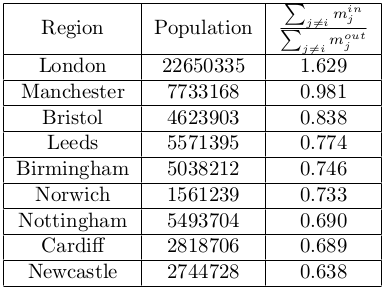 Region Population \frac{\sum_{j \neq i} m_j^{in}}{\sum_{j \neq i} m_j^{out}}
London 22650335 1.629
Manchester 7733168 0.981
Bristol 4623903 0.838
Leeds 5571395 0.774
Birmingham 5038212 0.746
Norwich 1561239 0.733
Nottingham 5493704 0.690
Cardiff 2818706 0.689
Newcastle 2744728 0.638